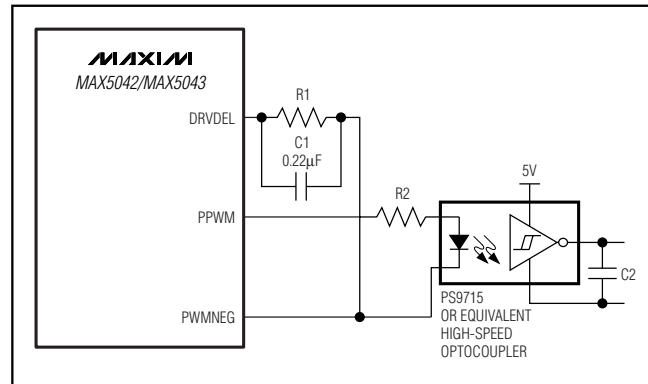 MAXIM
MAX5042/MAX5043
DRVDEL
R1
C1
0.22µF
PPWM
R2
5V
C2
PWMNEG
PS9715
OR EQUIVALENT
HIGH-SPEED
OPTOCOUPLER